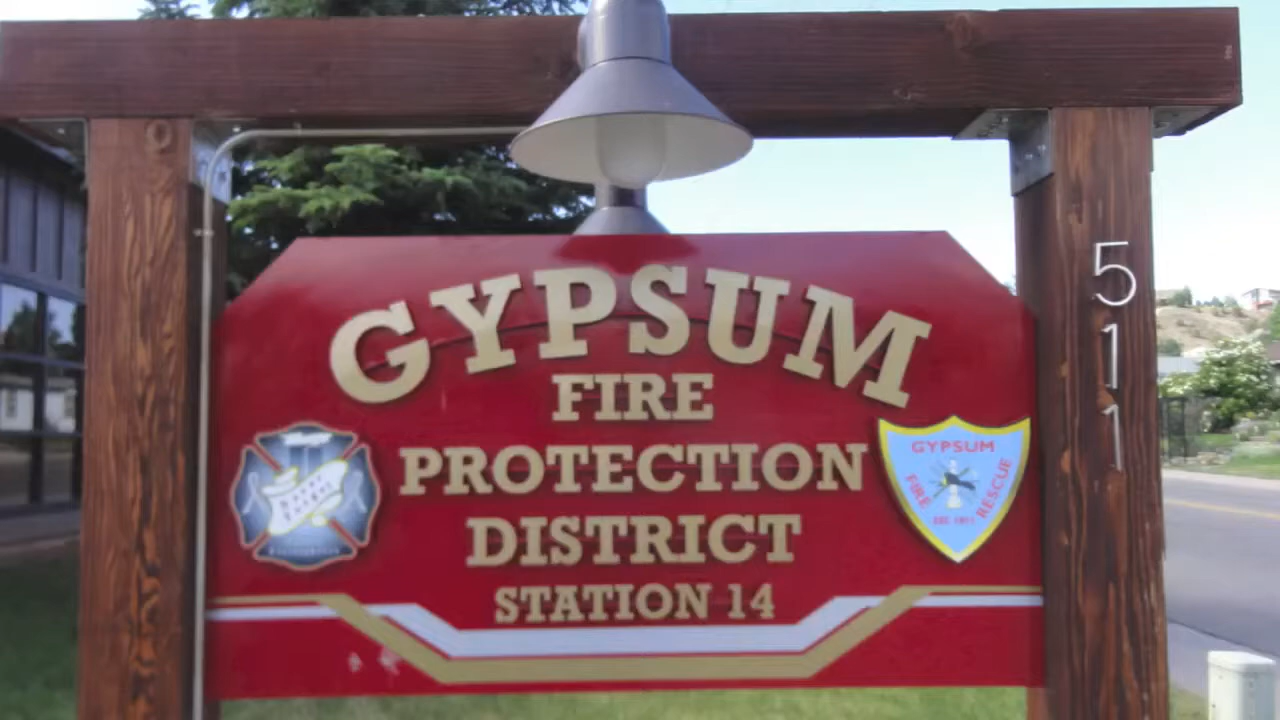 GYPSUM
FIRE
PROTECTION
DISTRICT
STATION 14
GYPSUM
FIRE
RESCUE
5
1
1